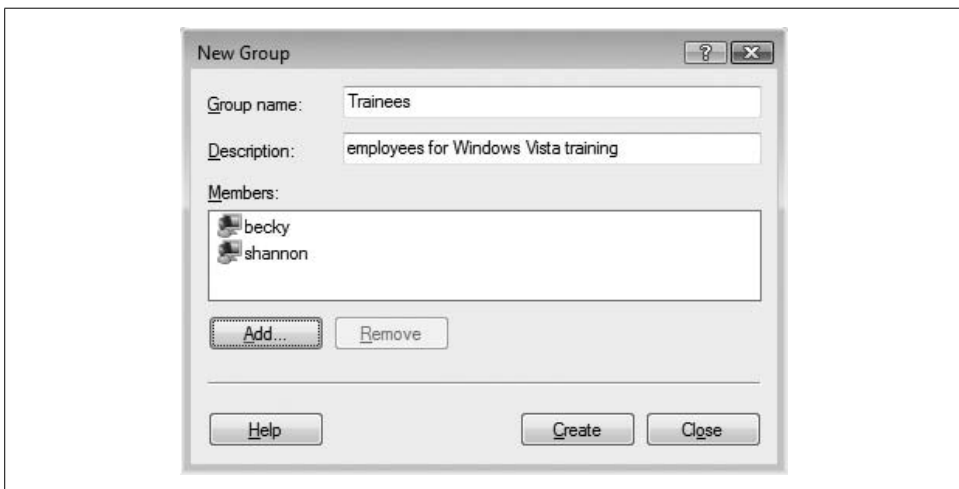 New Group
Group name: Trainees
Description: employees for Windows Vista training
Members:
becky
shannon
Add... Remove
Help Create Close